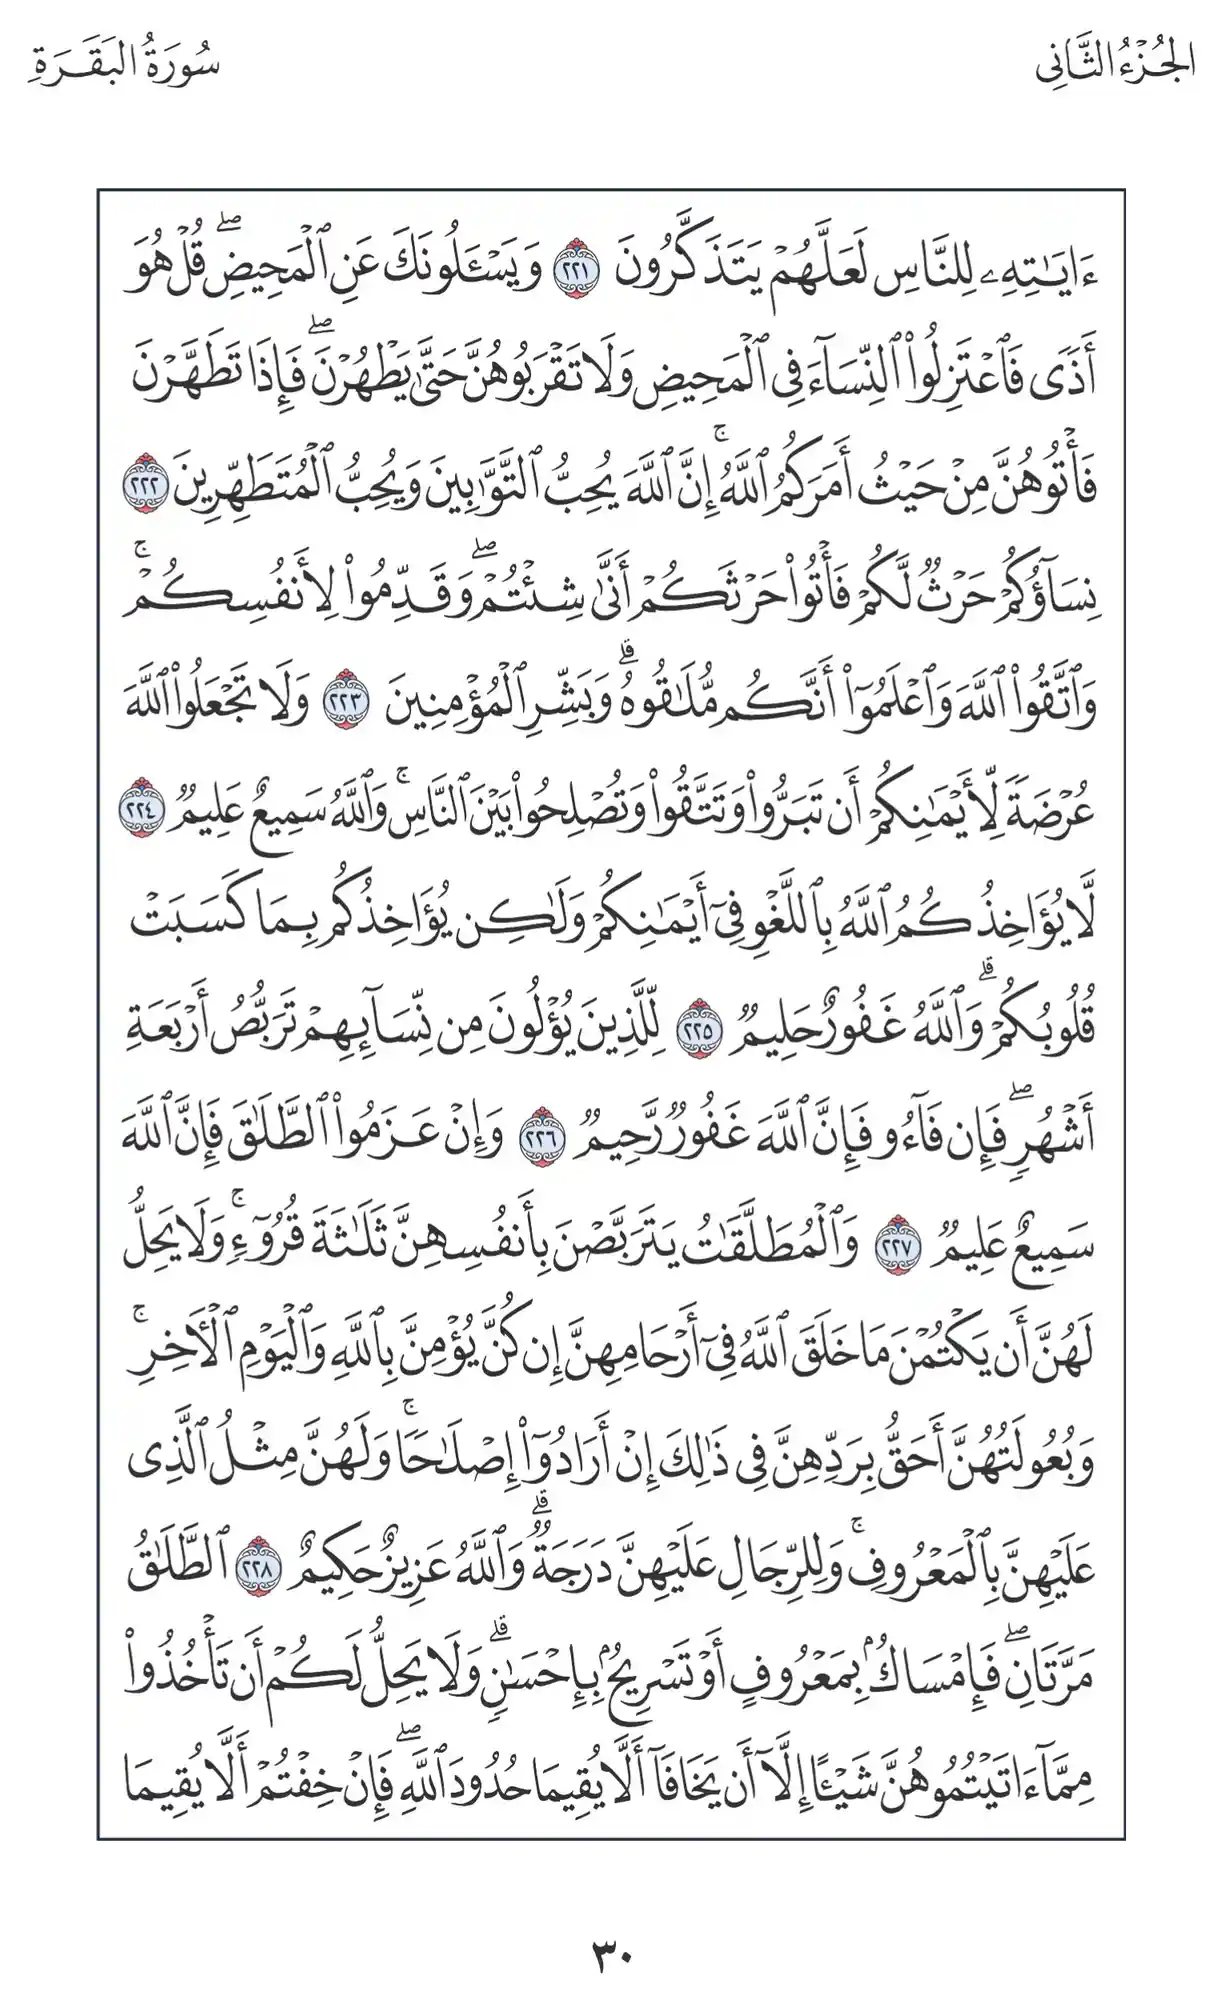 الجُزْءُ الثَّانِى
سُورَةُ البَقَرَةِ
ءَايَـٰتِهِۦ لِلنَّاسِ لَعَلَّهُمۡ يَتَذَكَّرُونَ ٢٢١ وَيَسۡـَٔلُونَكَ عَنِ ٱلۡمَحِيضِۖ قُلۡ هُوَ
أَذٗى فَٱعۡتَزِلُواْ ٱلنِّسَآءَ فِى ٱلۡمَحِيضِ وَلَا تَقۡرَبُوهُنَّ حَتَّىٰ يَطۡهُرۡنَۖ فَإِذَا تَطَهَّرۡنَ
فَأۡتُوهُنَّ مِنۡ حَيۡثُ أَمَرَكُمُ ٱللَّهُۚ إِنَّ ٱللَّهَ يُحِبُّ ٱلتَّوَّٰبِينَ وَيُحِبُّ ٱلۡمُتَطَهِّرِينَ ٢٢٢
نِسَآؤُكُمۡ حَرۡثٞ لَّكُمۡ فَأۡتُواْ حَرۡثَكُمۡ أَنَّىٰ شِئۡتُمۡۖ وَقَدِّمُواْ لِأَنفُسِكُمۡۚ
وَٱتَّقُواْ ٱللَّهَ وَٱعۡلَمُوٓاْ أَنَّكُم مُّلَـٰقُوهُۗ وَبَشِّرِ ٱلۡمُؤۡمِنِينَ ٢٢٣ وَلَا تَجۡعَلُواْ ٱللَّهَ
عُرۡضَةٗ لِّأَيۡمَـٰنِكُمۡ أَن تَبَرُّواْ وَتَتَّقُواْ وَتُصۡلِحُواْ بَيۡنَ ٱلنَّاسِۚ وَٱللَّهُ سَمِيعٌ عَلِيمٞ ٢٢٤
لَّا يُؤَاخِذُكُمُ ٱللَّهُ بِٱللَّغۡوِ فِىٓ أَيۡمَـٰنِكُمۡ وَلَـٰكِن يُؤَاخِذُكُم بِمَا كَسَبَتۡ
قُلُوبُكُمۡۗ وَٱللَّهُ غَفُورٌ حَلِيمٞ ٢٢٥ لِّلَّذِينَ يُؤۡلُونَ مِن نِّسَآئِهِمۡ تَرَبُّصُ أَرۡبَعَةِ
أَشۡهُرٖۖ فَإِن فَآءُو فَإِنَّ ٱللَّهَ غَفُورٞ رَّحِيمٞ ٢٢٦ وَإِنۡ عَزَمُواْ ٱلطَّلَـٰقَ فَإِنَّ ٱللَّهَ
سَمِيعٌ عَلِيمٞ ٢٢٧ وَٱلۡمُطَلَّقَـٰتُ يَتَرَبَّصۡنَ بِأَنفُسِهِنَّ ثَلَـٰثَةَ قُرُوٓءٖۚ وَلَا يَحِلُّ
لَهُنَّ أَن يَكۡتُمۡنَ مَا خَلَقَ ٱللَّهُ فِىٓ أَرۡحَامِهِنَّ إِن كُنَّ يُؤۡمِنَّ بِٱللَّهِ وَٱلۡيَوۡمِ ٱلۡأٓخِرِۚ
وَبُعُولَتُهُنَّ أَحَقُّ بِرَدِّهِنَّ فِى ذَٰلِكَ إِنۡ أَرَادُوٓاْ إِصۡلَـٰحٗاۚ وَلَهُنَّ مِثۡلُ ٱلَّذِى
عَلَيۡهِنَّ بِٱلۡمَعۡرُوفِۚ وَلِلرِّجَالِ عَلَيۡهِنَّ دَرَجَةٞۗ وَٱللَّهُ عَزِيزٌ حَكِيمٌ ٢٢٨ ٱلطَّلَـٰقُ
مَرَّتَانِۖ فَإِمۡسَاكُۢ بِمَعۡرُوفٍ أَوۡ تَسۡرِيحُۢ بِإِحۡسَـٰنٖۗ وَلَا يَحِلُّ لَكُمۡ أَن تَأۡخُذُواْ
مِمَّآ ءَاتَيۡتُمُوهُنَّ شَيۡـًٔا إِلَّآ أَن يَخَافَآ أَلَّا يُقِيمَا حُدُودَ ٱللَّهِۖ فَإِنۡ خِفۡتُمۡ أَلَّا يُقِيمَا
٣٠